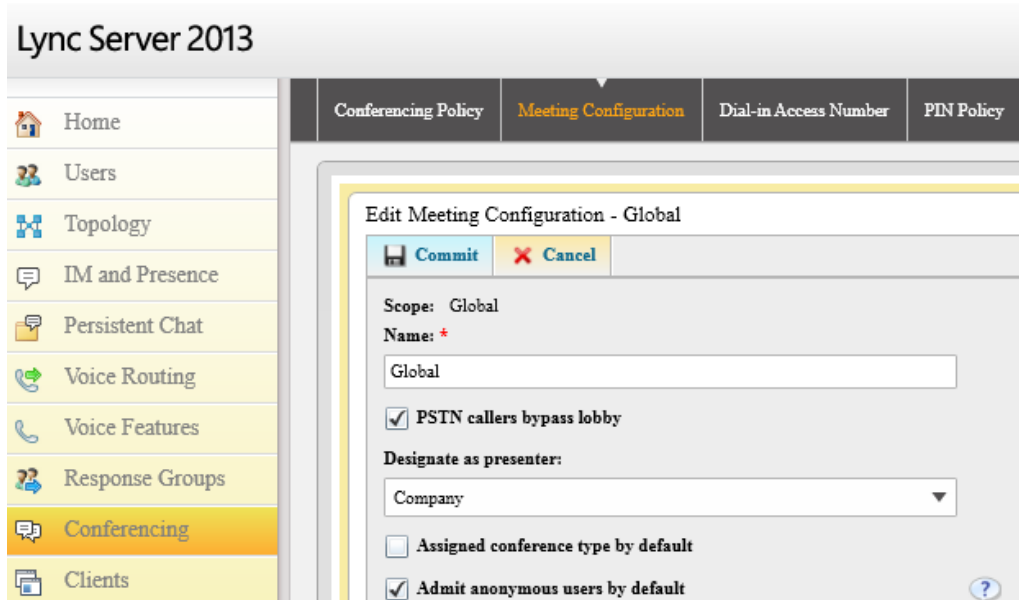 Lync Server 2013
Home
Users
Topology
IM and Presence
Persistent Chat
Voice Routing
Voice Features
Response Groups
Conferencing
Clients
Conferencing Policy Meeting Configuration Dial-in Access Number PIN Policy
Edit Meeting Configuration - Global
Commit Cancel
Scope: Global
Name: *
Global
PSTN callers bypass lobby
Designate as presenter:
Company
Assigned conference type by default
Admit anonymous users by default ?